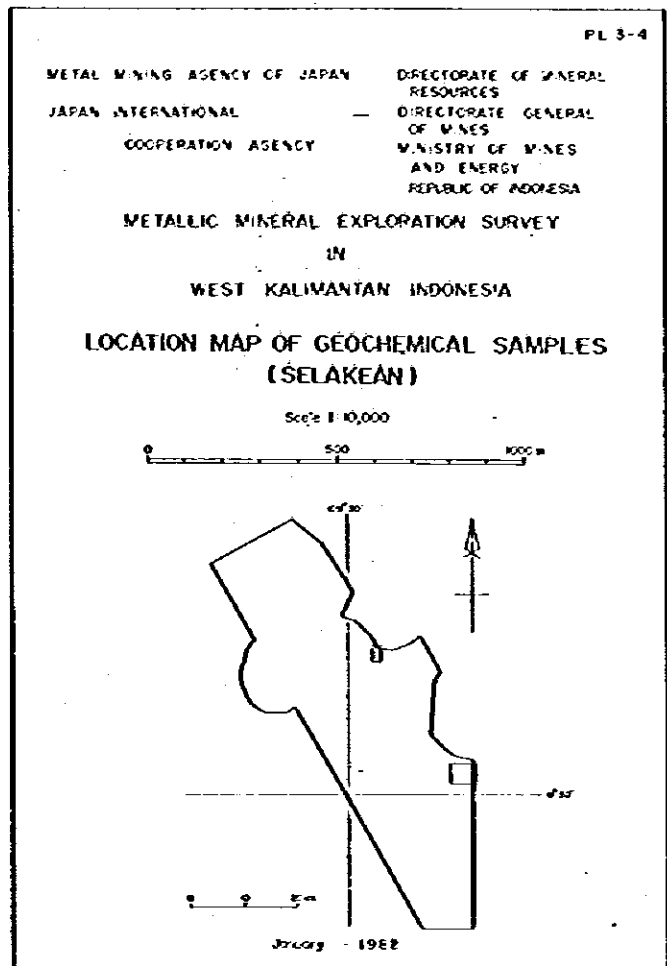 PL 3-4
METAL MINING AGENCY OF JAPAN
JAPAN INTERNATIONAL
COOPERATION AGENCY
DIRECTORATE OF MINERAL
RESOURCES
DIRECTORATE GENERAL
OF MINES
MINISTRY OF MINES
AND ENERGY
REPUBLIC OF INDONESIA
METALLIC MINERAL EXPLORATION SURVEY
IN
WEST KALIMANTAN INDONESIA
LOCATION MAP OF GEOCHEMICAL SAMPLES
(SELAKEAN)
Scale 1:10,000
0 500 1000 m
0
January - 1982